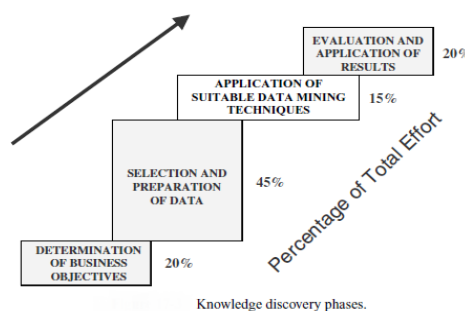 EVALUATION AND
APPLICATION OF
RESULTS
20%
APPLICATION OF
SUITABLE DATA MINING
TECHNIQUES
15%
SELECTION AND
PREPARATION
OF DATA
45%
DETERMINATION
OF BUSINESS
OBJECTIVES
20%
Percentage of Total Effort
Knowledge discovery phases.